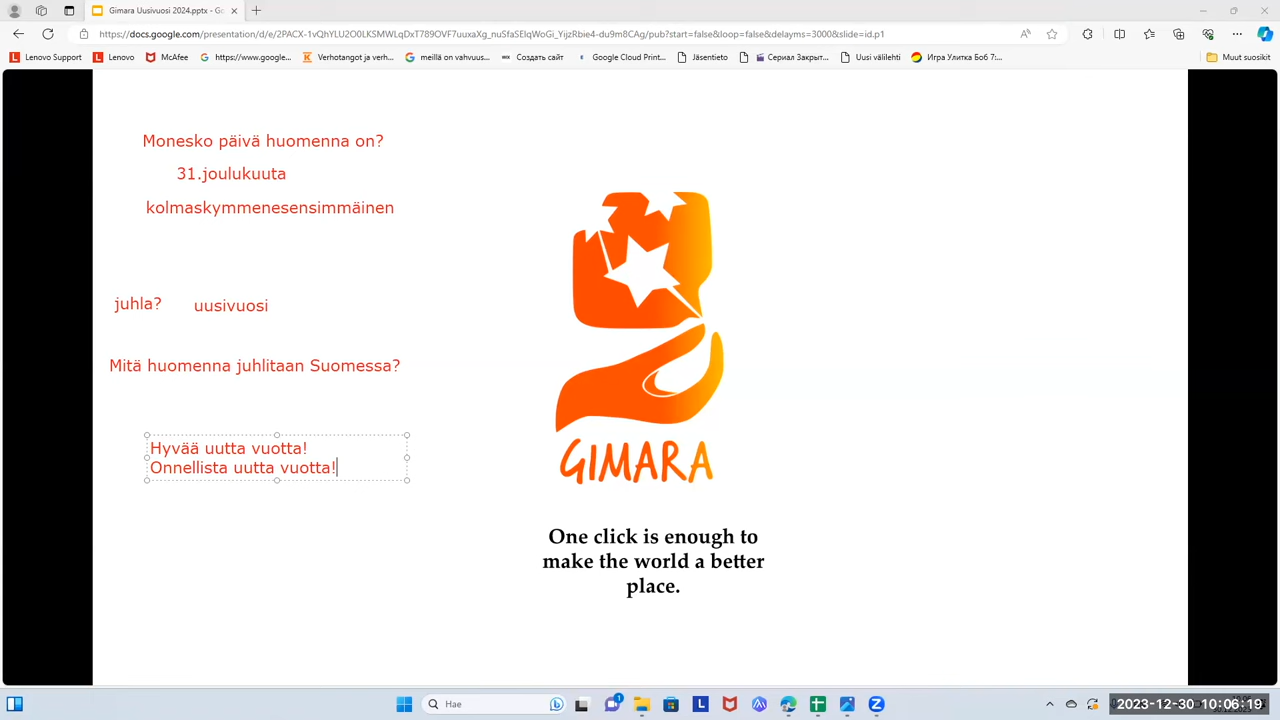 Gimara Uusivuosi 2024.pptx - Go
https://docs.google.com/presentation/d/e/2PACX-1vQhYLU2O0LKSMWLqDxT789OVF7uuxaXg_nuSfaSEIqWoGi_YijzRbie4-du9m8CAg/pub?start=false&loop=false&delayms=3000&slide=id.p1
Lenovo Support Lenovo McAfee https://www.google... Verhotangot ja verh... meillä on vahvuus... Создать сайт Google Cloud Print... Jäsentieto Сериал Закрыт... Uusi välilehti Игра Улитка Боб 7:... Muut suosikit
Monesko päivä huomenna on?
31.joulukuuta
kolmaskymmenesensimmäinen
juhla? uusivuosi
Mitä huomenna juhlitaan Suomessa?
Hyvää uutta vuotta!
Onnellista uutta vuotta!
GIMARA
One click is enough to
make the world a better
place.
Hae
2023-12-30 10:06:19